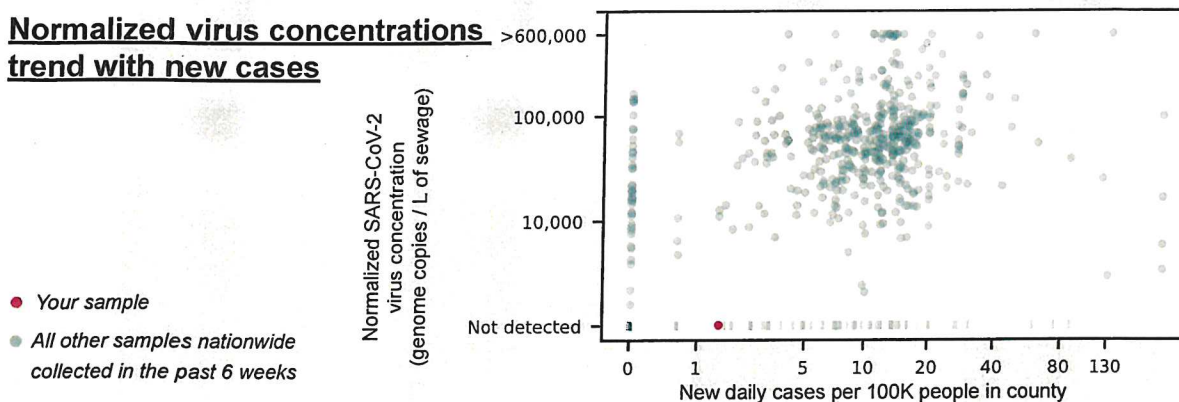 Normalized virus concentrations
trend with new cases
Normalized SARS-CoV-2
virus concentration
(genome copies / L of sewage)
>600,000
100,000
10,000
Not detected
0 1 5 10 20 40 80 130
New daily cases per 100K people in county
Your sample
All other samples nationwide
collected in the past 6 weeks